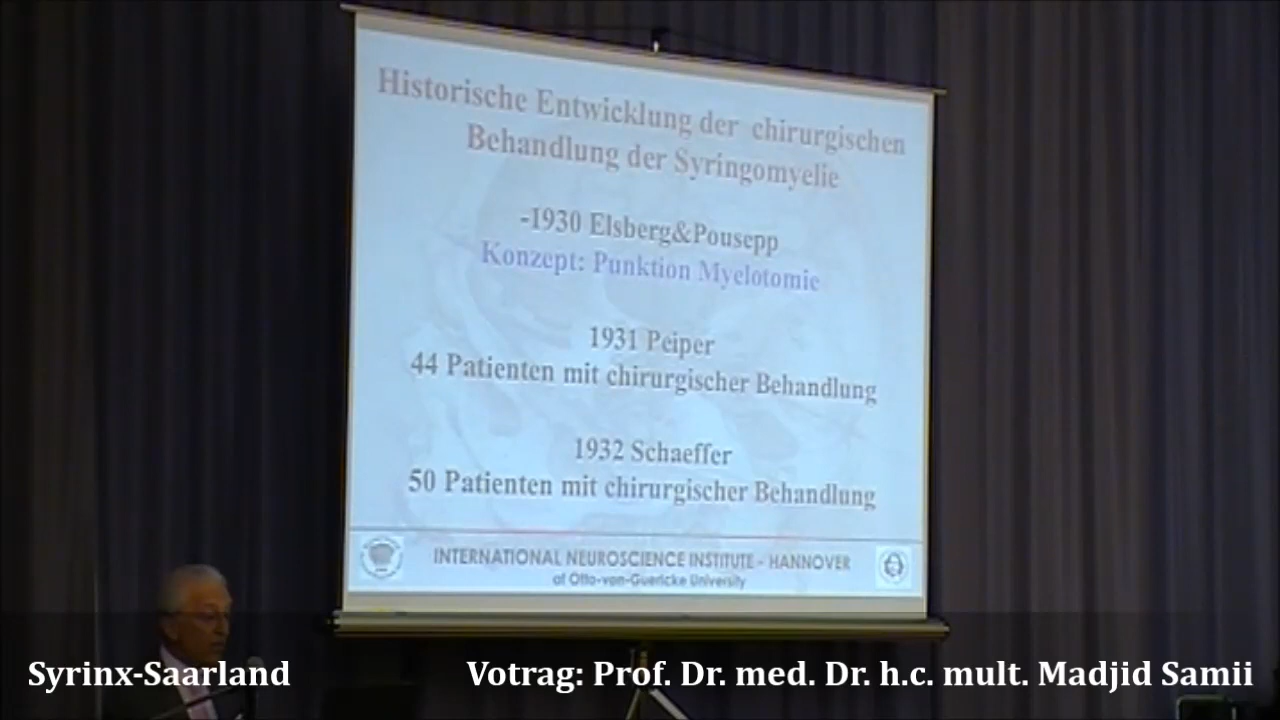 Historische Entwicklung der chirurgischen
Behandlung der Syringomyelie
-1930 Elsberg&Pousepp
Konzept: Punktion Myelotomie
1931 Peiper
44 Patienten mit chirurgischer Behandlung
1932 Schaeffer
50 Patienten mit chirurgischer Behandlung
INTERNATIONAL NEUROSCIENCE INSTITUTE - HANNOVER
at Otto-von-Guericke University
Syrinx-Saarland
Votrag: Prof. Dr. med. Dr. h.c. mult. Madjid Samii